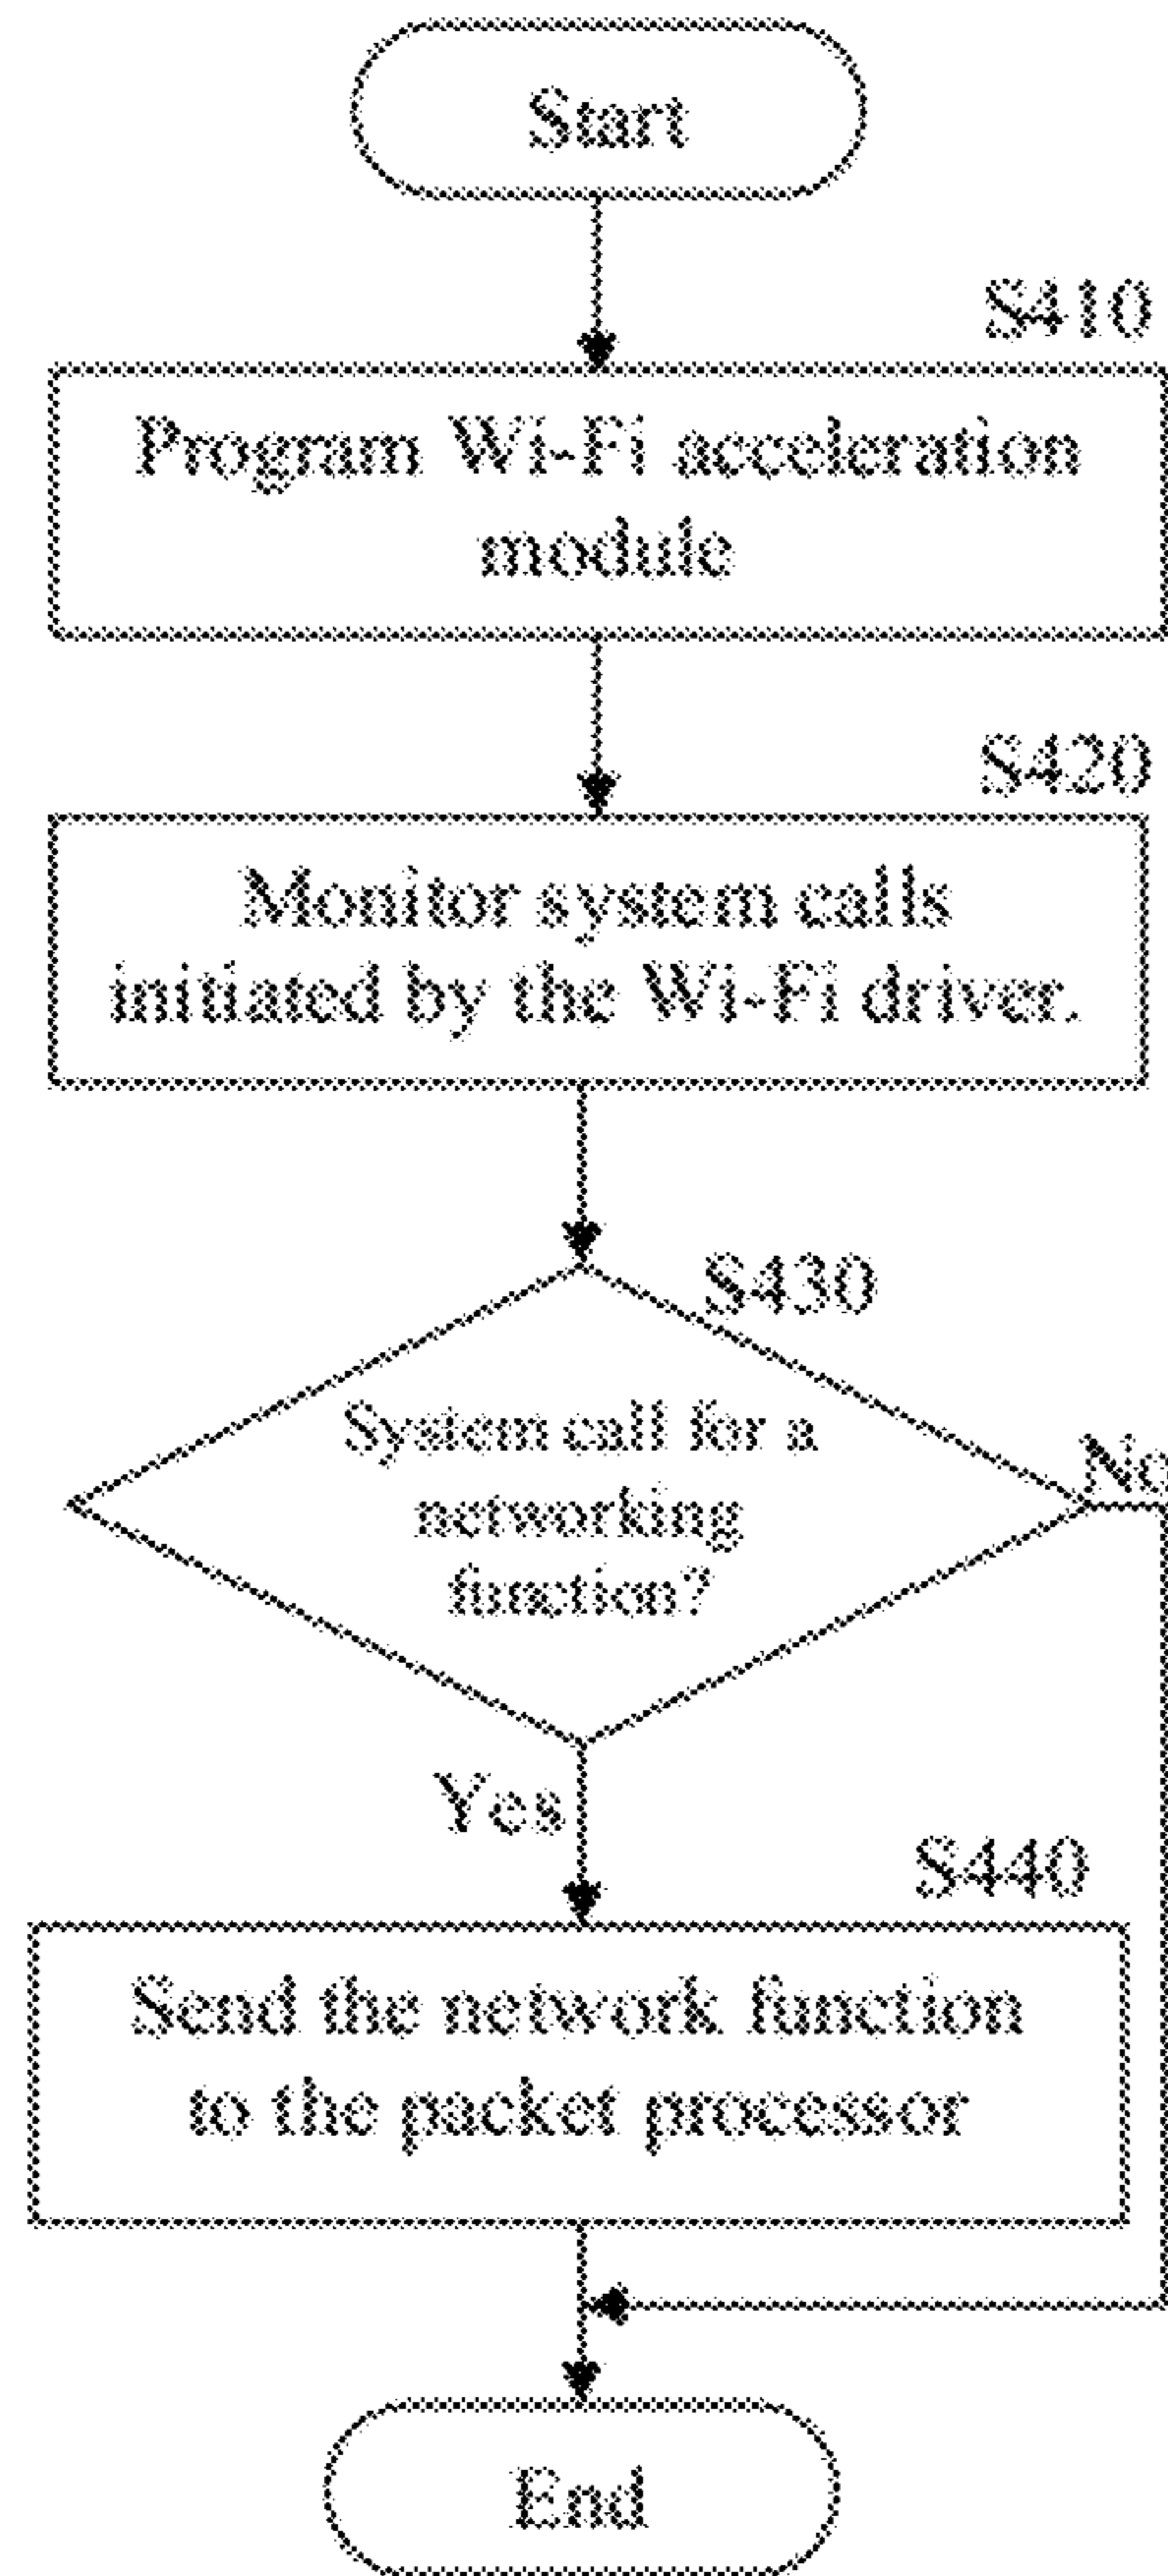 Start
S410
Program Wi-Fi acceleration
module
S420
Monitor system calls
initiated by the Wi-Fi driver.
S430
System call for a
networking
function?
No
Yes
S440
Send the network function
to the packet processor
End